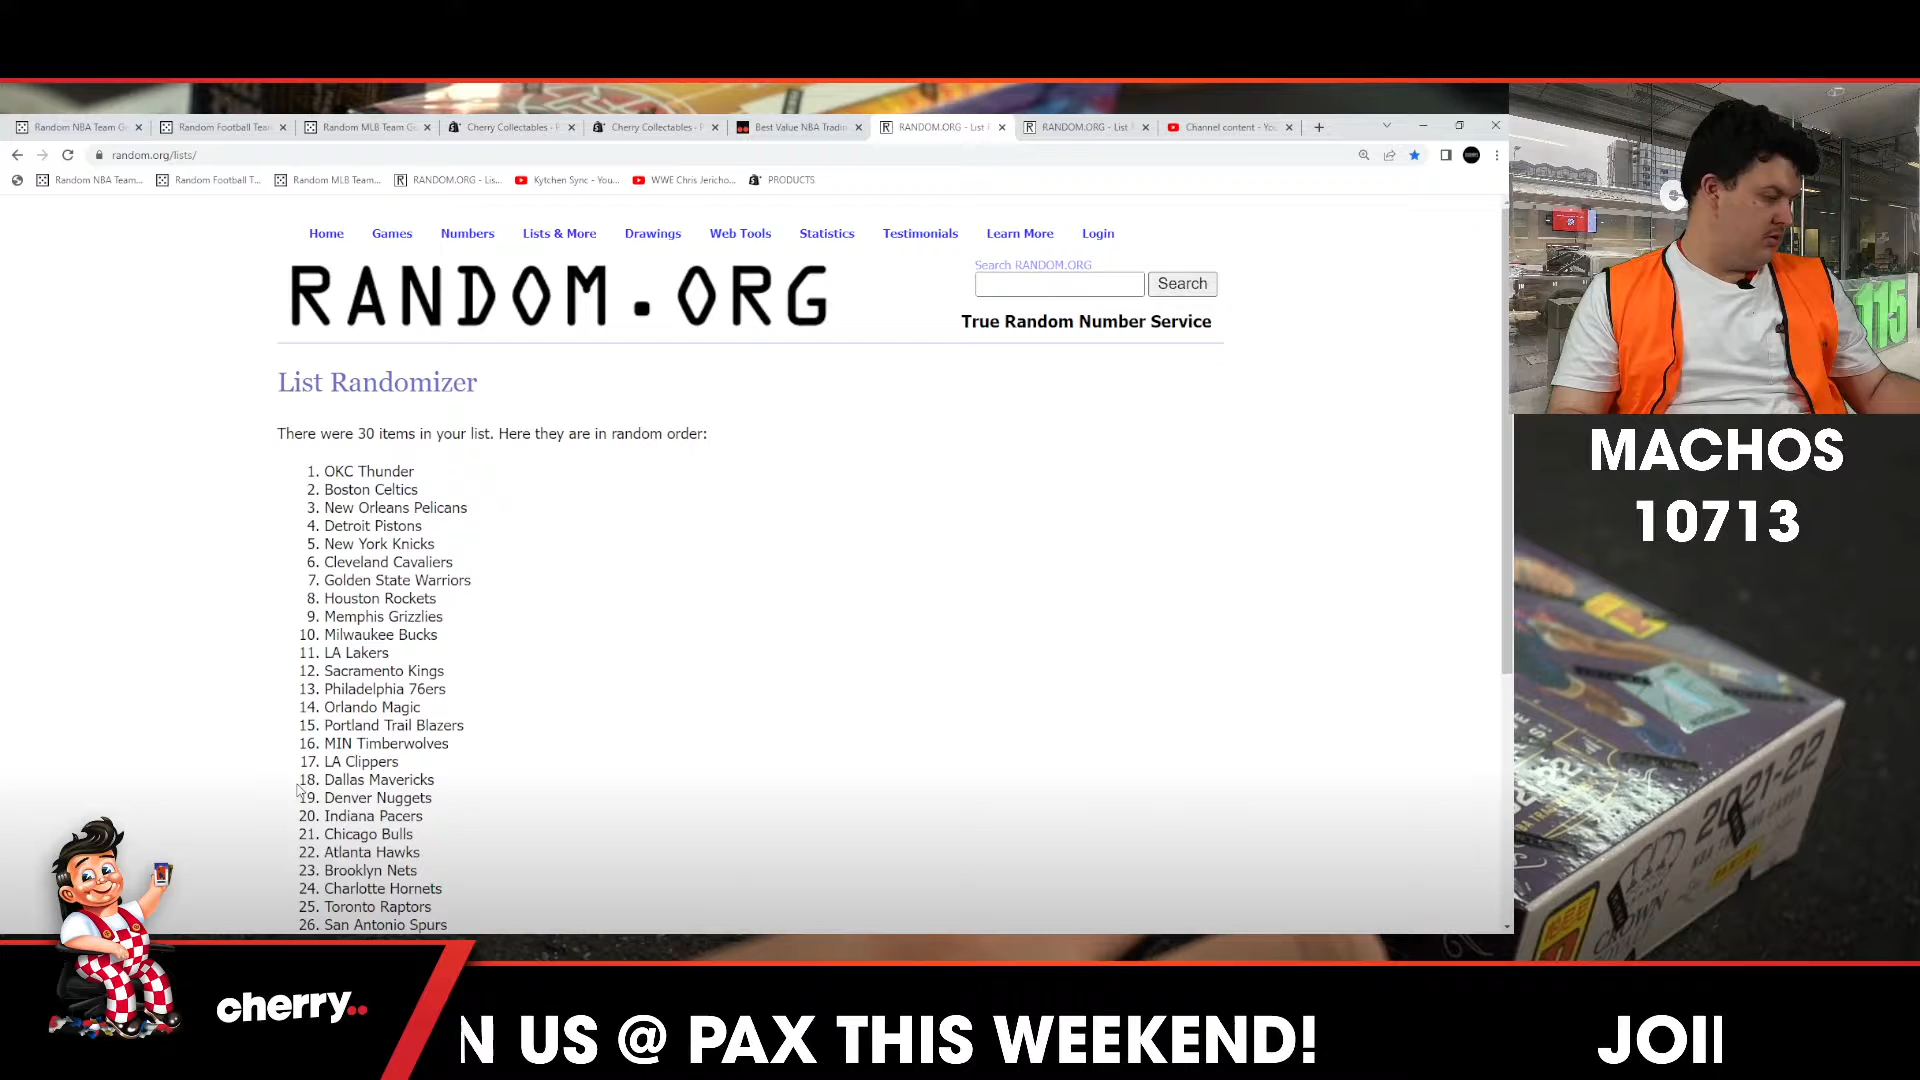 Random NBA Team G
Random Football Tea
Random MLB Team G
Cherry Collectables - 
Cherry Collectables - 
Best Value NBA Tradin
RANDOM.ORG - List
RANDOM.ORG - List
Channel content - You
random.org/lists/
Random NBA Team...
Random Football T...
Random MLB Team...
RANDOM.ORG - Lis...
Kytchen Sync - You...
WWE Chris Jericho...
PRODUCTS
Home Games Numbers Lists & More Drawings Web Tools Statistics Testimonials Learn More Login
RANDOM.ORG
Search RANDOM.ORG
Search
True Random Number Service
List Randomizer
There were 30 items in your list. Here they are in random order:
1. OKC Thunder
2. Boston Celtics
3. New Orleans Pelicans
4. Detroit Pistons
5. New York Knicks
6. Cleveland Cavaliers
7. Golden State Warriors
8. Houston Rockets
9. Memphis Grizzlies
10. Milwaukee Bucks
11. LA Lakers
12. Sacramento Kings
13. Philadelphia 76ers
14. Orlando Magic
15. Portland Trail Blazers
16. MIN Timberwolves
17. LA Clippers
18. Dallas Mavericks
19. Denver Nuggets
20. Indiana Pacers
21. Chicago Bulls
22. Atlanta Hawks
23. Brooklyn Nets
24. Charlotte Hornets
25. Toronto Raptors
26. San Antonio Spurs
115
MACHOS
10713
2021-22
CROWN
PANINI
cherry..
N US @ PAX THIS WEEKEND!
JOI